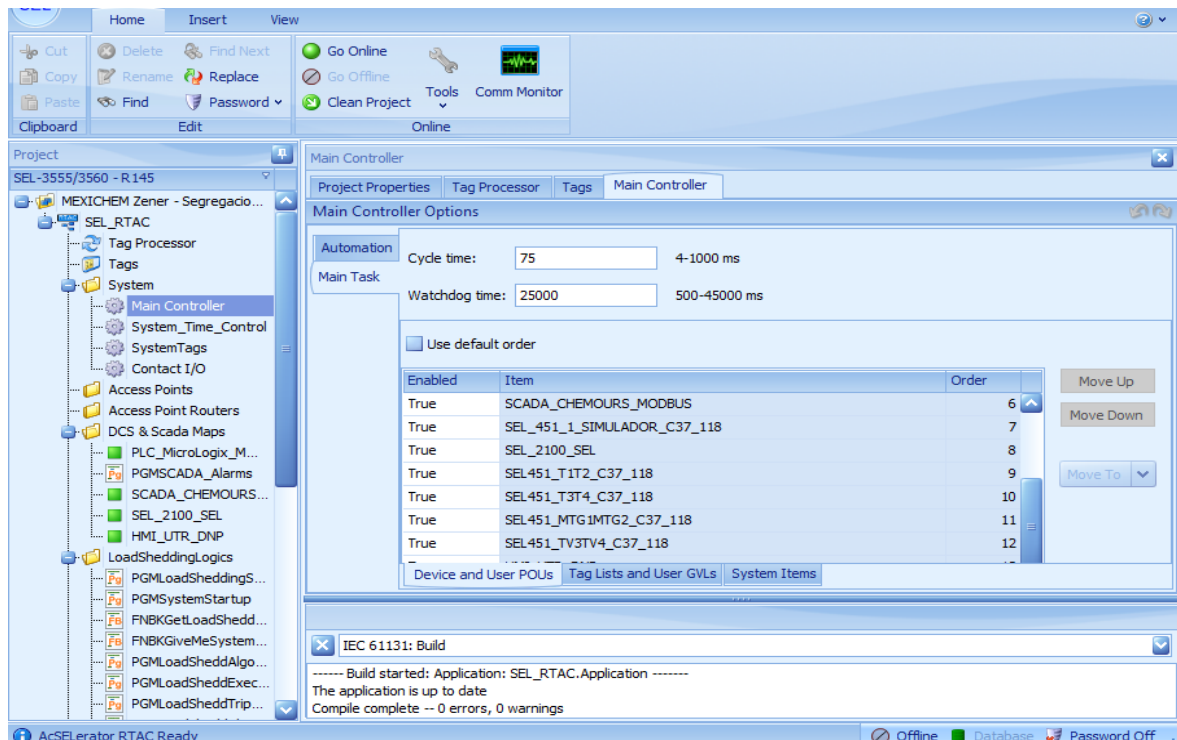 SEL
Home Insert View
Cut Delete Find Next Go Online
Copy Rename Replace Go Offline Tools Comm Monitor
Paste Find Password Clean Project
Clipboard Edit Online
Project
SEL-3555/3560 - R145
MEXICHEM Zener - Segregacio...
SEL_RTAC
Tag Processor
Tags
System
Main Controller
System_Time_Control
SystemTags
Contact I/O
Access Points
Access Point Routers
DCS & Scada Maps
PLC_MicroLogix_M...
PGMSCADA_Alarms
SCADA_CHEMOURS...
SEL_2100_SEL
HMI_UTR_DNP
LoadSheddingLogics
PGMLoadSheddingS...
PGMSystemStartup
FNBKGetLoadShedd...
FNBKGiveMeSystem...
PGMLoadSheddAlgo...
PGMLoadSheddExec...
PGMLoadSheddTrip...
Main Controller
Project Properties Tag Processor Tags Main Controller
Main Controller Options
Automation
Main Task
Cycle time: 75 4-1000 ms
Watchdog time: 25000 500-45000 ms
Use default order
Enabled Item Order
True SCADA_CHEMOURS_MODBUS 6
True SEL_451_1_SIMULADOR_C37_118 7
True SEL_2100_SEL 8
True SEL451_T1T2_C37_118 9
True SEL451_T3T4_C37_118 10
True SEL451_MTG1MTG2_C37_118 11
True SEL451_TV3TV4_C37_118 12
Move Up
Move Down
Move To
Device and User POUs Tag Lists and User GVLs System Items
IEC 61131: Build
------ Build started: Application: SEL_RTAC.Application -------
The application is up to date
Compile complete -- 0 errors, 0 warnings
AcSELerator RTAC Ready Offline Database Password Off